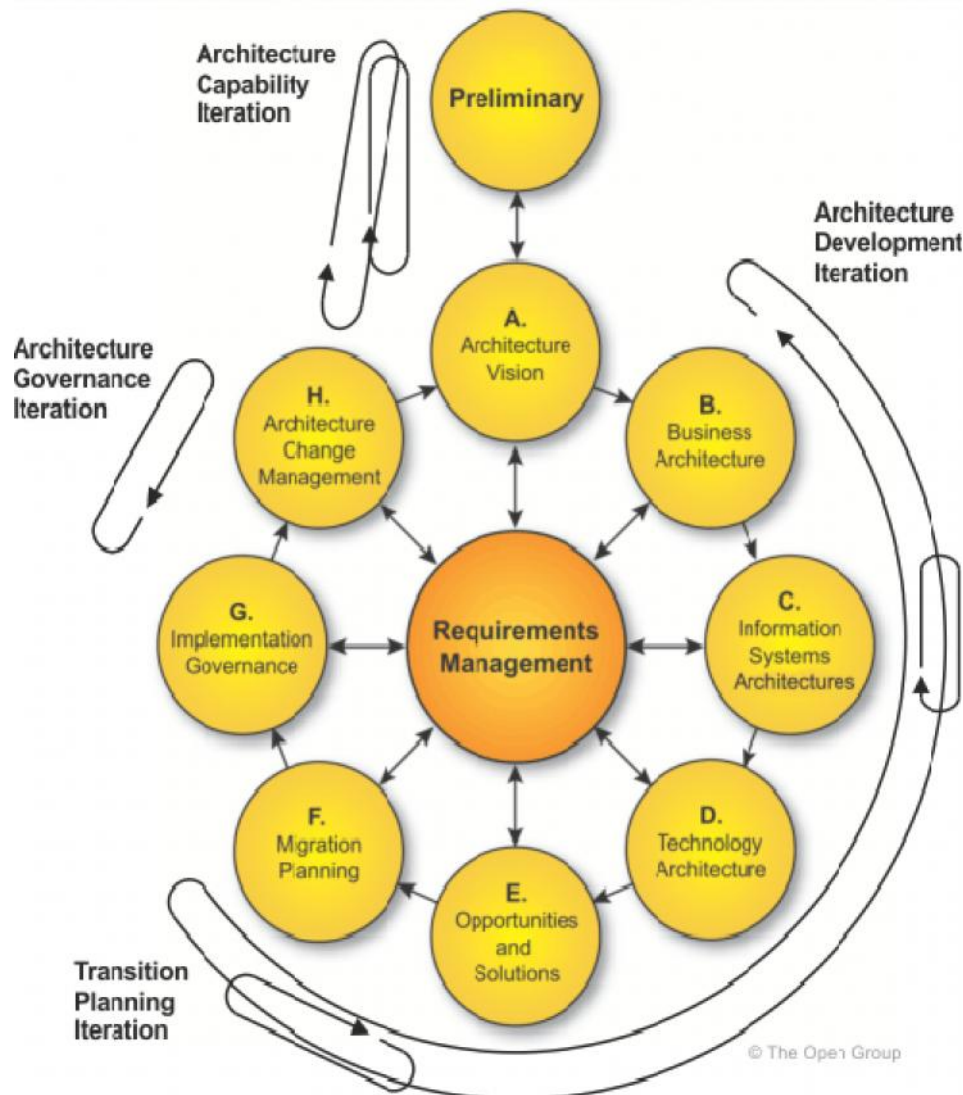 Architecture
Capability
Iteration
Preliminary
Architecture
Development
Iteration
A.
Architecture
Vision
Architecture
Governance
Iteration
H.
Architecture
Change
Management
B.
Business
Architecture
G.
Implementation
Governance
Requirements
Management
C.
Information
Systems
Architectures
F.
Migration
Planning
D.
Technology
Architecture
E.
Opportunities
and
Solutions
Transition
Planning
Iteration
© The Open Group